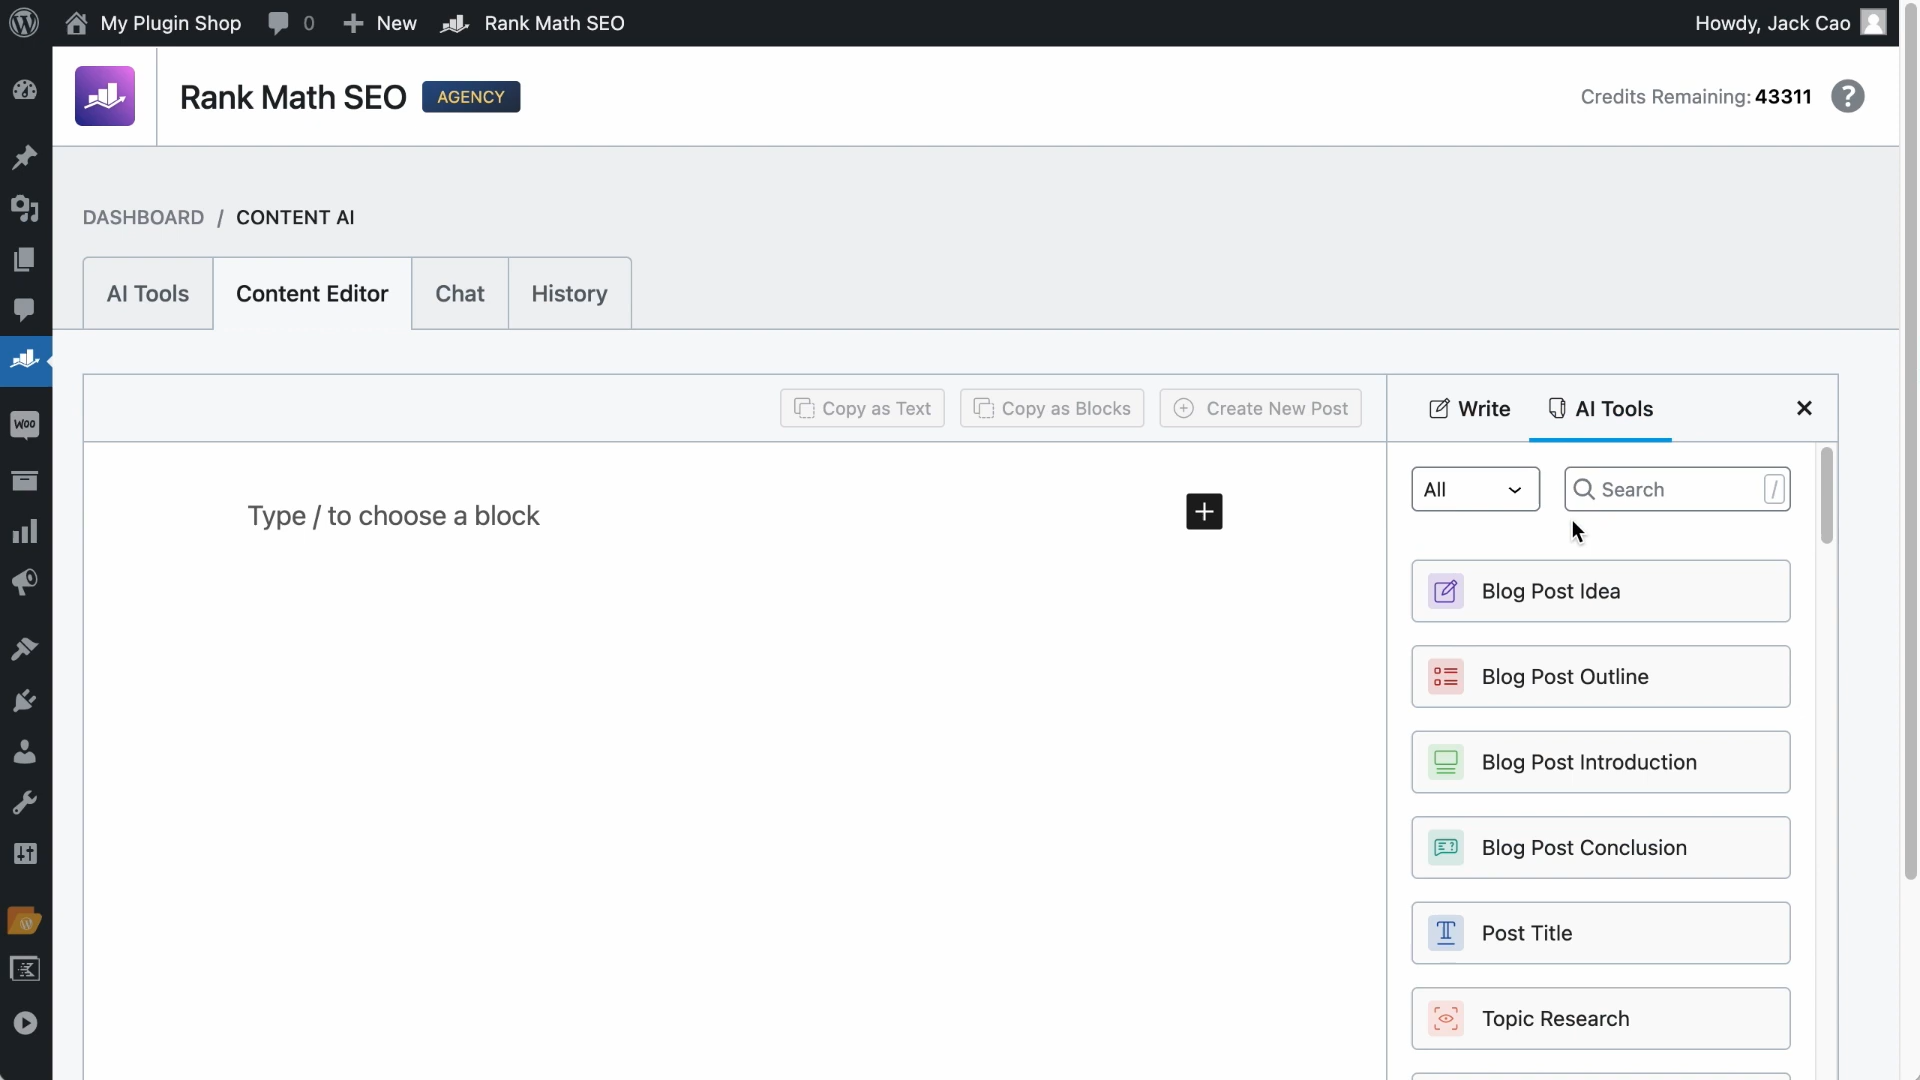 My Plugin Shop 0 New Rank Math SEO Howdy, Jack Cao
Rank Math SEO AGENCY Credits Remaining: 43311 ?
DASHBOARD / CONTENT AI
AI Tools Content Editor Chat History
Woo
Copy as Text Copy as Blocks Create New Post Write AI Tools
All Search /
Type / to choose a block
Blog Post Idea
Blog Post Outline
Blog Post Introduction
Blog Post Conclusion
Post Title
Topic Research